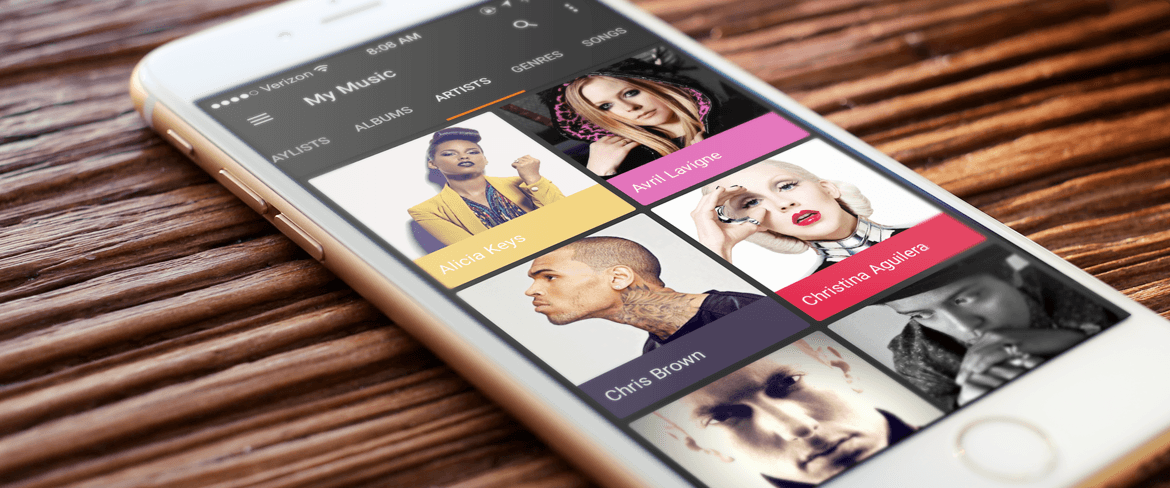 Verizon 8:08 AM
My Music
AYLISTS ALBUMS ARTISTS GENRES SONGS
Alicia Keys
Avril Lavigne
Chris Brown
Christina Aguilera